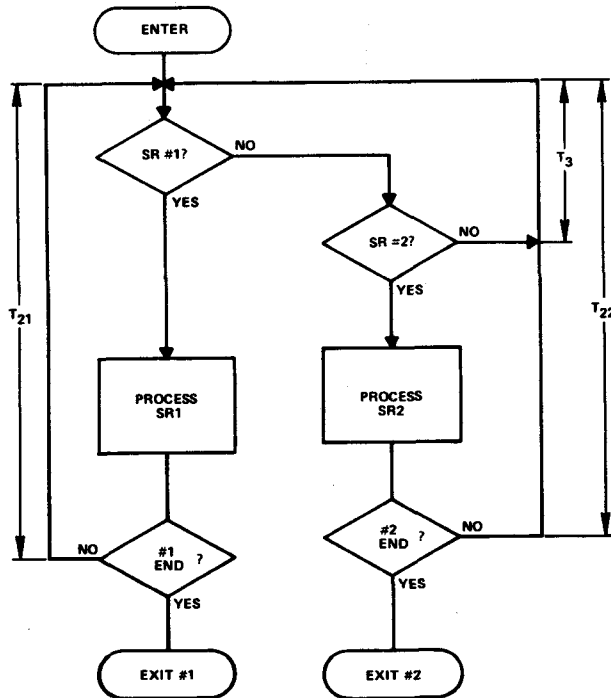 ENTER
SR #1?
NO
YES
T3
SR =2?
NO
YES
T21
T22
PROCESS
SR1
PROCESS
SR2
#1
END ?
NO
YES
#2
END ?
NO
YES
EXIT #1
EXIT #2